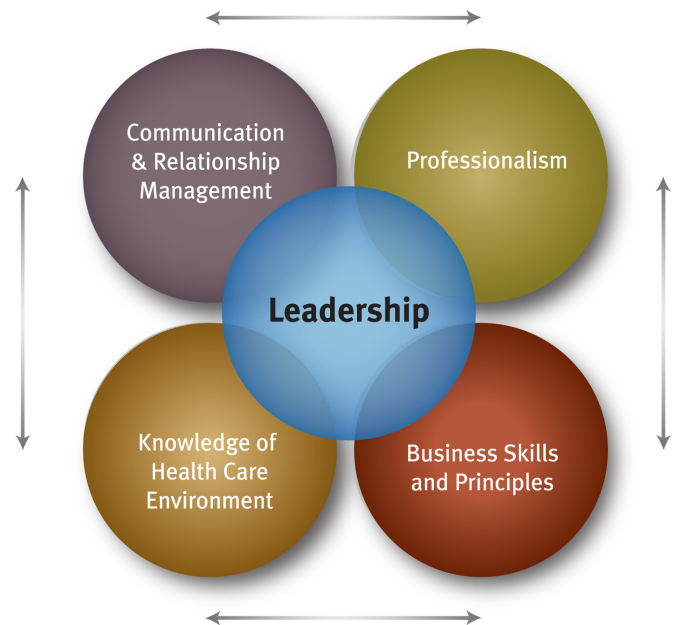 Communication
& Relationship
Management
Professionalism
Leadership
Knowledge of
Health Care
Environment
Business Skills
and Principles